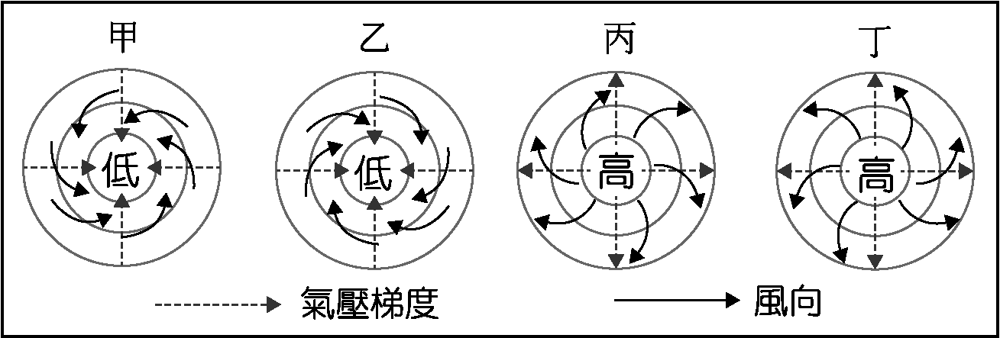 甲 乙 丙 丁
低 低 高 高
氣壓梯度 風向